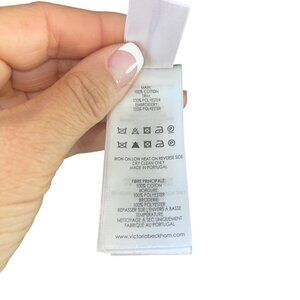 MAIN:
100% COTTON
TRIM:
100% POLYESTER
EMBROIDERY:
100% POLYESTER
IRON ON LOW HEAT ON REVERSE SIDE
DRY CLEAN ONLY
MADE IN PORTUGAL
FIBRE PRINCIPALE:
100% COTON
BORDURE:
100% POLYESTER
BRODERIE:
100% POLYESTER
REPASSER SUR L'ENVERS À BASSE
TEMPÉRATURE
NETTOYAGE À SEC UNIQUEMENT
FABRIQUÉ AU PORTUGAL
www.victoriabeckham.com